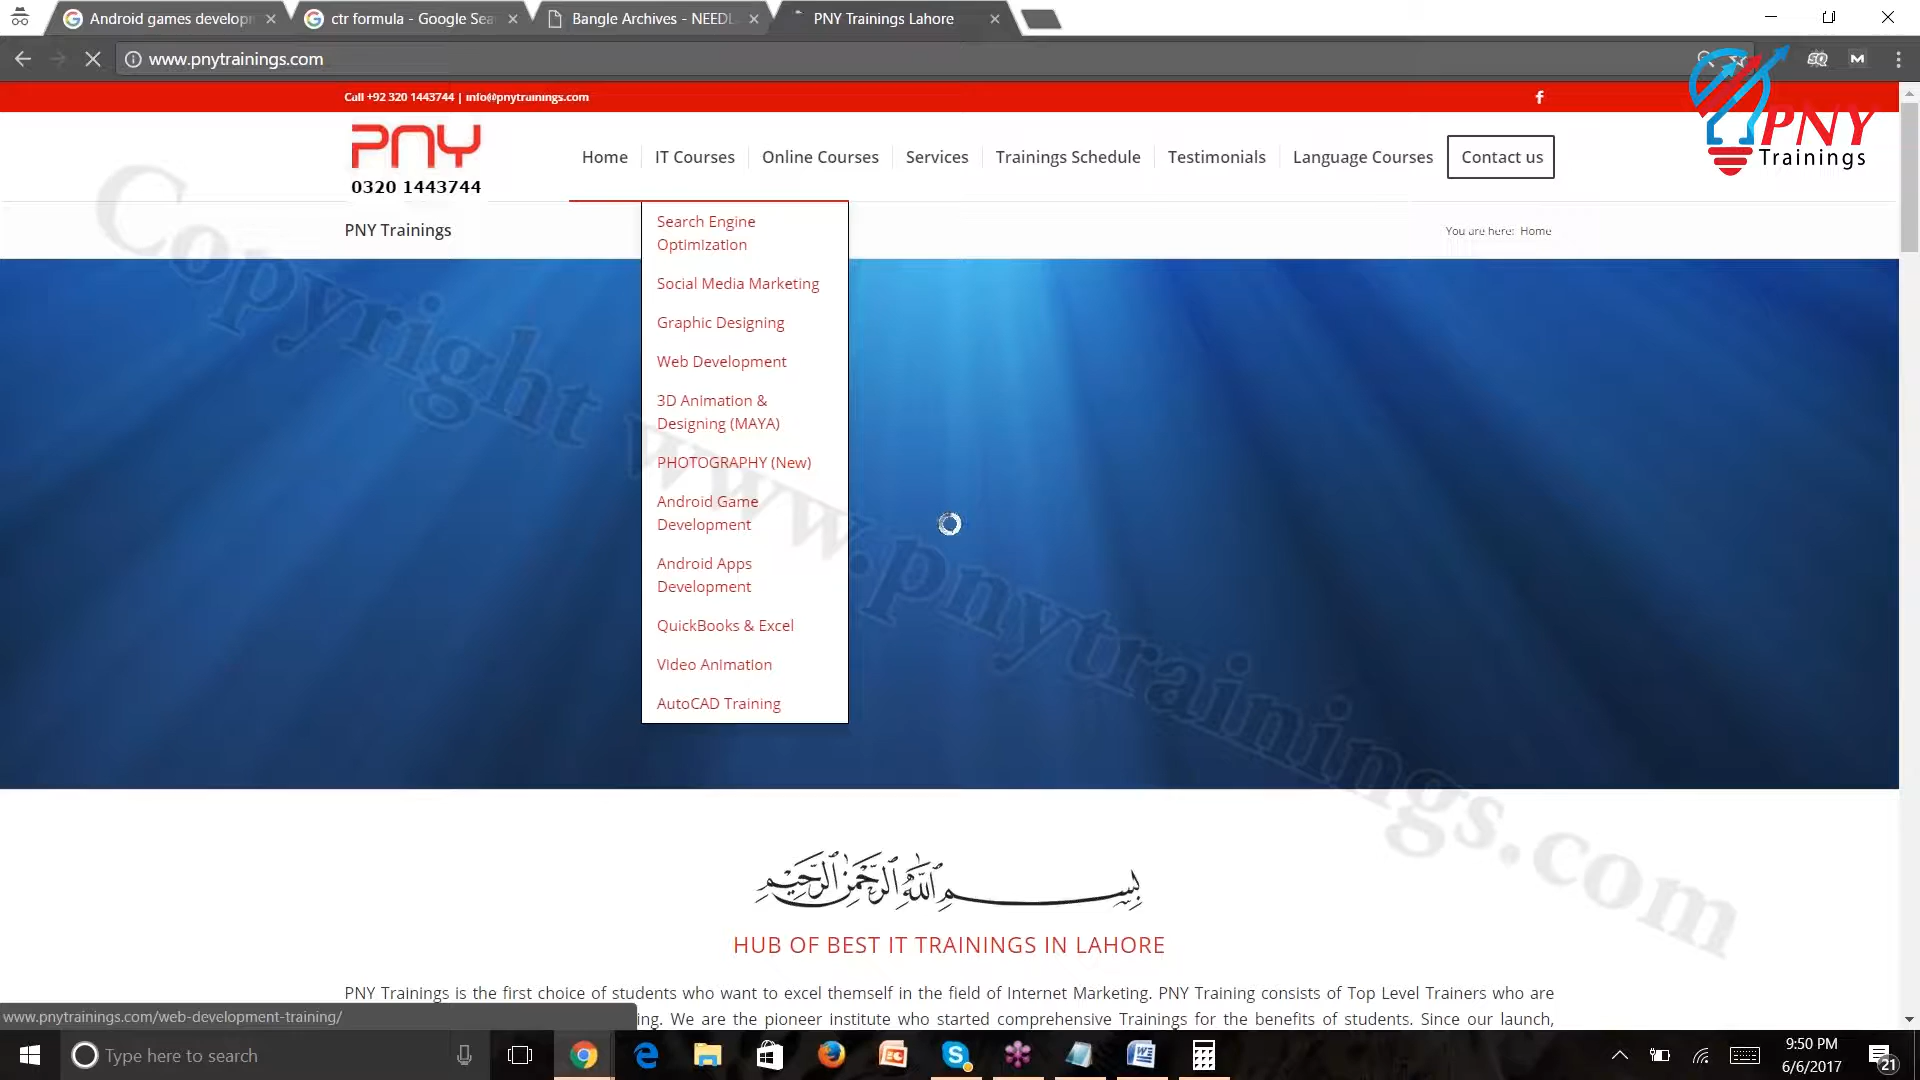 Android games develop
ctr formula - Google Sea
Bangle Archives - NEEDL
PNY Trainings Lahore
www.pnytrainings.com
Call +92 320 1443744 | info@pnytrainings.com
PNY
0320 1443744
Home
IT Courses
Online Courses
Services
Trainings Schedule
Testimonials
Language Courses
Contact us
PNY
Trainings
PNY Trainings
You are here: Home
Search Engine
Optimization
Social Media Marketing
Graphic Designing
Web Development
3D Animation &
Designing (MAYA)
PHOTOGRAPHY (New)
Android Game
Development
Android Apps
Development
QuickBooks & Excel
Video Animation
AutoCAD Training
Copyright www.pnytrainings.com
بسم الله الرحمن الرحيم
HUB OF BEST IT TRAININGS IN LAHORE
PNY Trainings is the first choice of students who want to excel themself in the field of Internet Marketing. PNY Training consists of Top Level Trainers who are
ing. We are the pioneer institute who started comprehensive Trainings for the benefits of students. Since our launch,
www.pnytrainings.com/web-development-training/
Type here to search
9:50 PM
6/6/2017
21